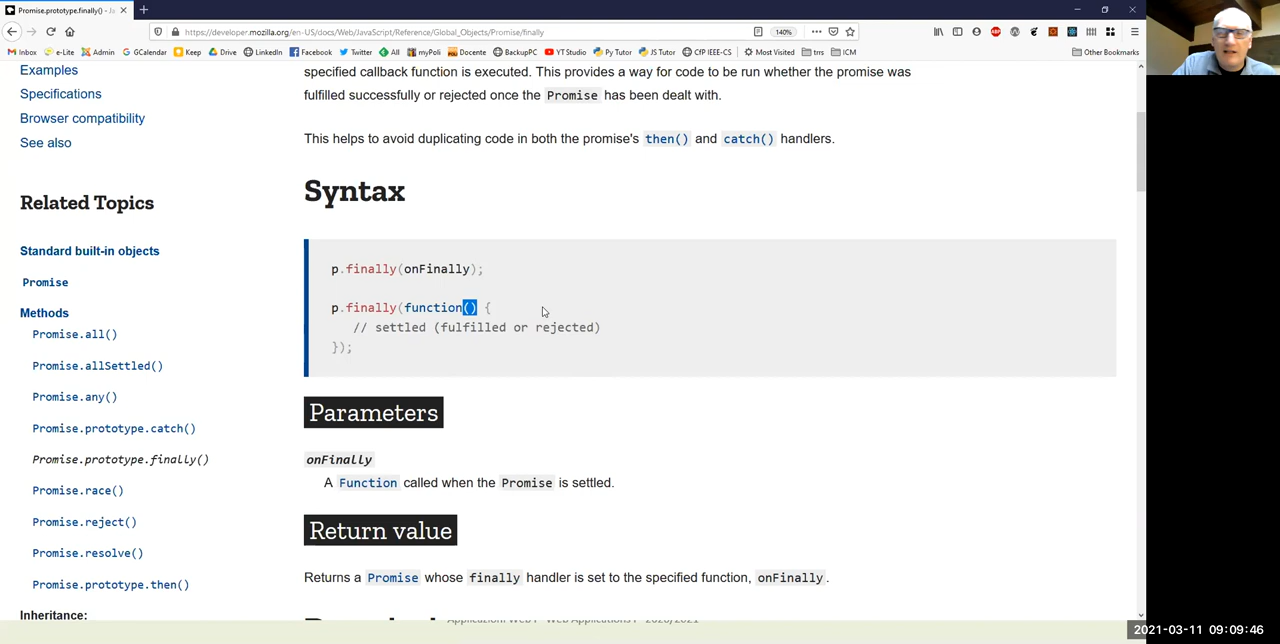 Promise.prototype.finally() - Ja
https://developer.mozilla.org/en-US/docs/Web/JavaScript/Reference/Global_Objects/Promise/finally
140%
Inbox e-Lite Admin GCalendar Keep Drive LinkedIn Facebook Twitter All myPoli Docente BackupPC YT Studio Py Tutor JS Tutor CfP IEEE-CS Most Visited trrs ICM Other Bookmarks
Examples
Specifications
Browser compatibility
See also
Related Topics
Standard built-in objects
Promise
Methods
Promise.all()
Promise.allSettled()
Promise.any()
Promise.prototype.catch()
Promise.prototype.finally()
Promise.race()
Promise.reject()
Promise.resolve()
Promise.prototype.then()
Inheritance:
specified callback function is executed. This provides a way for code to be run whether the promise was
fulfilled successfully or rejected once the Promise has been dealt with.
This helps to avoid duplicating code in both the promise's then() and catch() handlers.
Syntax
p.finally(onFinally);
p.finally(function() {
// settled (fulfilled or rejected)
});
Parameters
onFinally
A Function called when the Promise is settled.
Return value
Returns a Promise whose finally handler is set to the specified function, onFinally.
Applicazioni Web I - Web Applications I - 2020/2021
2021-03-11 09:09:46